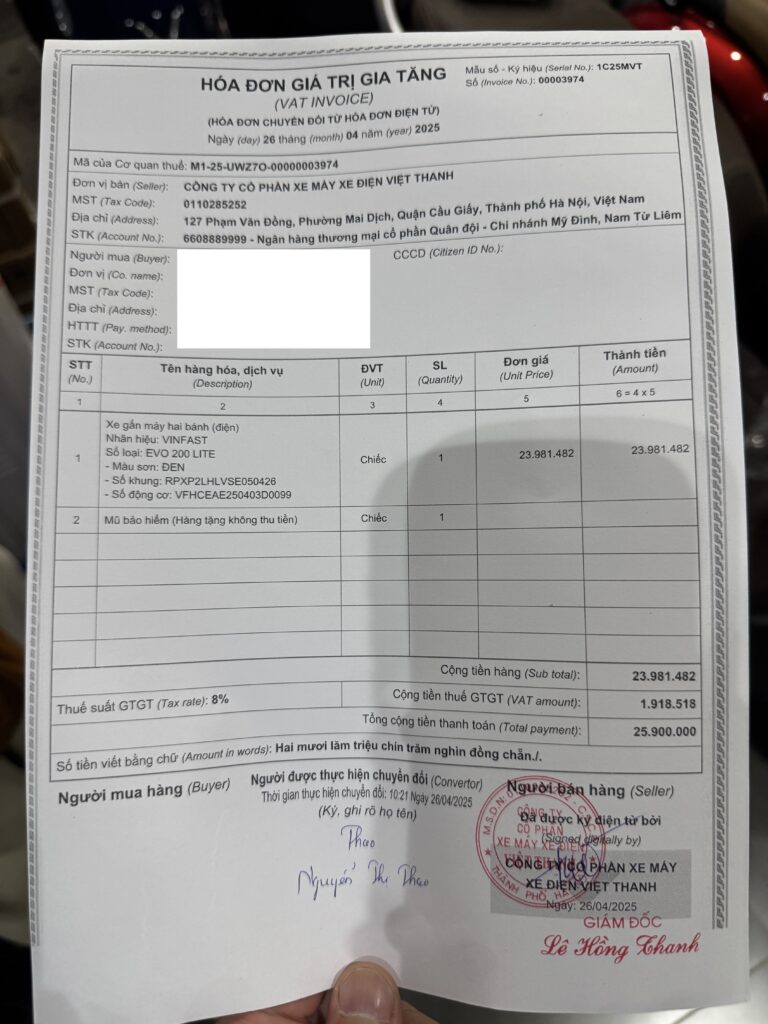 HÓA ĐƠN GIÁ TRỊ GIA TĂNG
(VAT INVOICE)
(HÓA ĐƠN CHUYỂN ĐỔI TỪ HÓA ĐƠN ĐIỆN TỬ)
Ngày (day) 26 tháng (month) 04 năm (year) 2025
Mẫu số - Ký hiệu (Serial No.): 1C25MVT
Số (Invoice No.): 00003974
Mã của Cơ quan thuế: M1-25-UWZ7O-00000003974
Đơn vị bán (Seller): CÔNG TY CỔ PHẦN XE MÁY XE ĐIỆN VIỆT THANH
MST (Tax Code): 0110285252
Địa chỉ (Address): 127 Phạm Văn Đồng, Phường Mai Dịch, Quận Cầu Giấy, Thành phố Hà Nội, Việt Nam
STK (Account No.): 6608889999 - Ngân hàng thương mại cổ phần Quân đội - Chi nhánh Mỹ Đình, Nam Từ Liêm
Người mua (Buyer): CCCD (Citizen ID No.):
Đơn vị (Co. name):
MST (Tax Code):
Địa chỉ (Address):
HTTT (Pay. method):
STK (Account No.):
STT Tên hàng hóa, dịch vụ ĐVT SL Đơn giá Thành tiền
(No.) (Description) (Unit) (Quantity) (Unit Price) (Amount)
1 2 3 4 5 6 = 4 x 5
Xe gắn máy hai bánh (điện)
Nhãn hiệu: VINFAST
Số loại: EVO 200 LITE
1 - Màu sơn: ĐEN Chiếc 1 23.981.482 23.981.482
- Số khung: RPXP2LHLVSE050426
- Số động cơ: VFHCEAE250403D0099
2 Mũ bảo hiểm (Hàng tặng không thu tiền) Chiếc 1
Cộng tiền hàng (Sub total): 23.981.482
Thuế suất GTGT (Tax rate): 8% Cộng tiền thuế GTGT (VAT amount): 1.918.518
Tổng cộng tiền thanh toán (Total payment): 25.900.000
Số tiền viết bằng chữ (Amount in words): Hai mươi lăm triệu chín trăm nghìn đồng chẵn./.
Người mua hàng (Buyer)
Người được thực hiện chuyển đổi (Convertor)
Thời gian thực hiện chuyển đổi: 10:21 Ngày 26/04/2025
(Ký, ghi rõ họ tên)
Thao
Nguyễn Thị Thao
Người bán hàng (Seller)
Đã được ký điện tử bởi
(Signed digitally by)
CÔNG TY CỔ PHẦN XE MÁY
XE ĐIỆN VIỆT THANH
Ngày: 26/04/2025
CÔNG TY
CỔ PHẦN
XE MÁY XE ĐIỆN
GIÁM ĐỐC
Lê Hồng Thanh